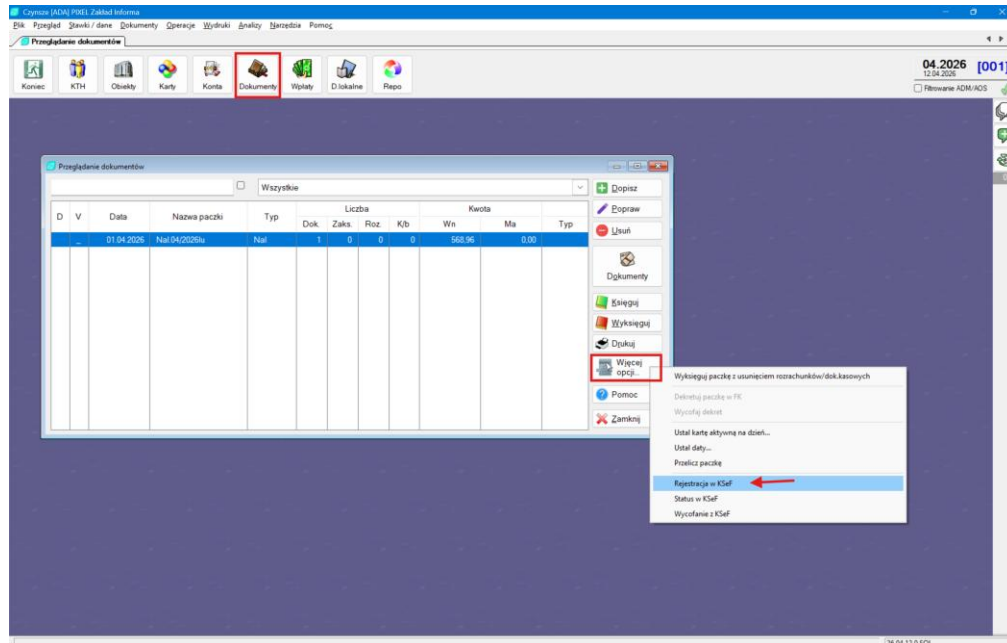 Czynsze [ADA] PIXEL Zakład Informa
Plik Przegląd Stawki / dane Dokumenty Operacje Wydruki Analizy Narzędzia Pomoc
Przeglądanie dokumentów
Koniec KTH Obiekty Karty Konta Dokumenty Wpłaty D.lokalne Repo
04.2026 [001]
12.04.2026
Filtrowanie ADM/AOS
Przeglądanie dokumentów
Wszystkie
Dopisz
Popraw
Usuń
Dokumenty
Księguj
Wyksięguj
Drukuj
Więcej
opcji...
Pomoc
Zamknij
Liczba Kwota
D V Data Nazwa paczki Typ Dok. Zaks. Roz. K/b Wn Ma Typ
_ 01.04.2026 Nal.04/2026lu Nal 1 0 0 0 568,96 0,00
Wyksięguj paczkę z usunięciem rozrachunków/dok.kasowych
Dekretuj paczkę w FK
Wycofaj dekret
Ustal kartę aktywną na dzień...
Ustal daty...
Przelicz paczkę
Rejestracja w KSeF
Status w KSeF
Wycofanie z KSeF